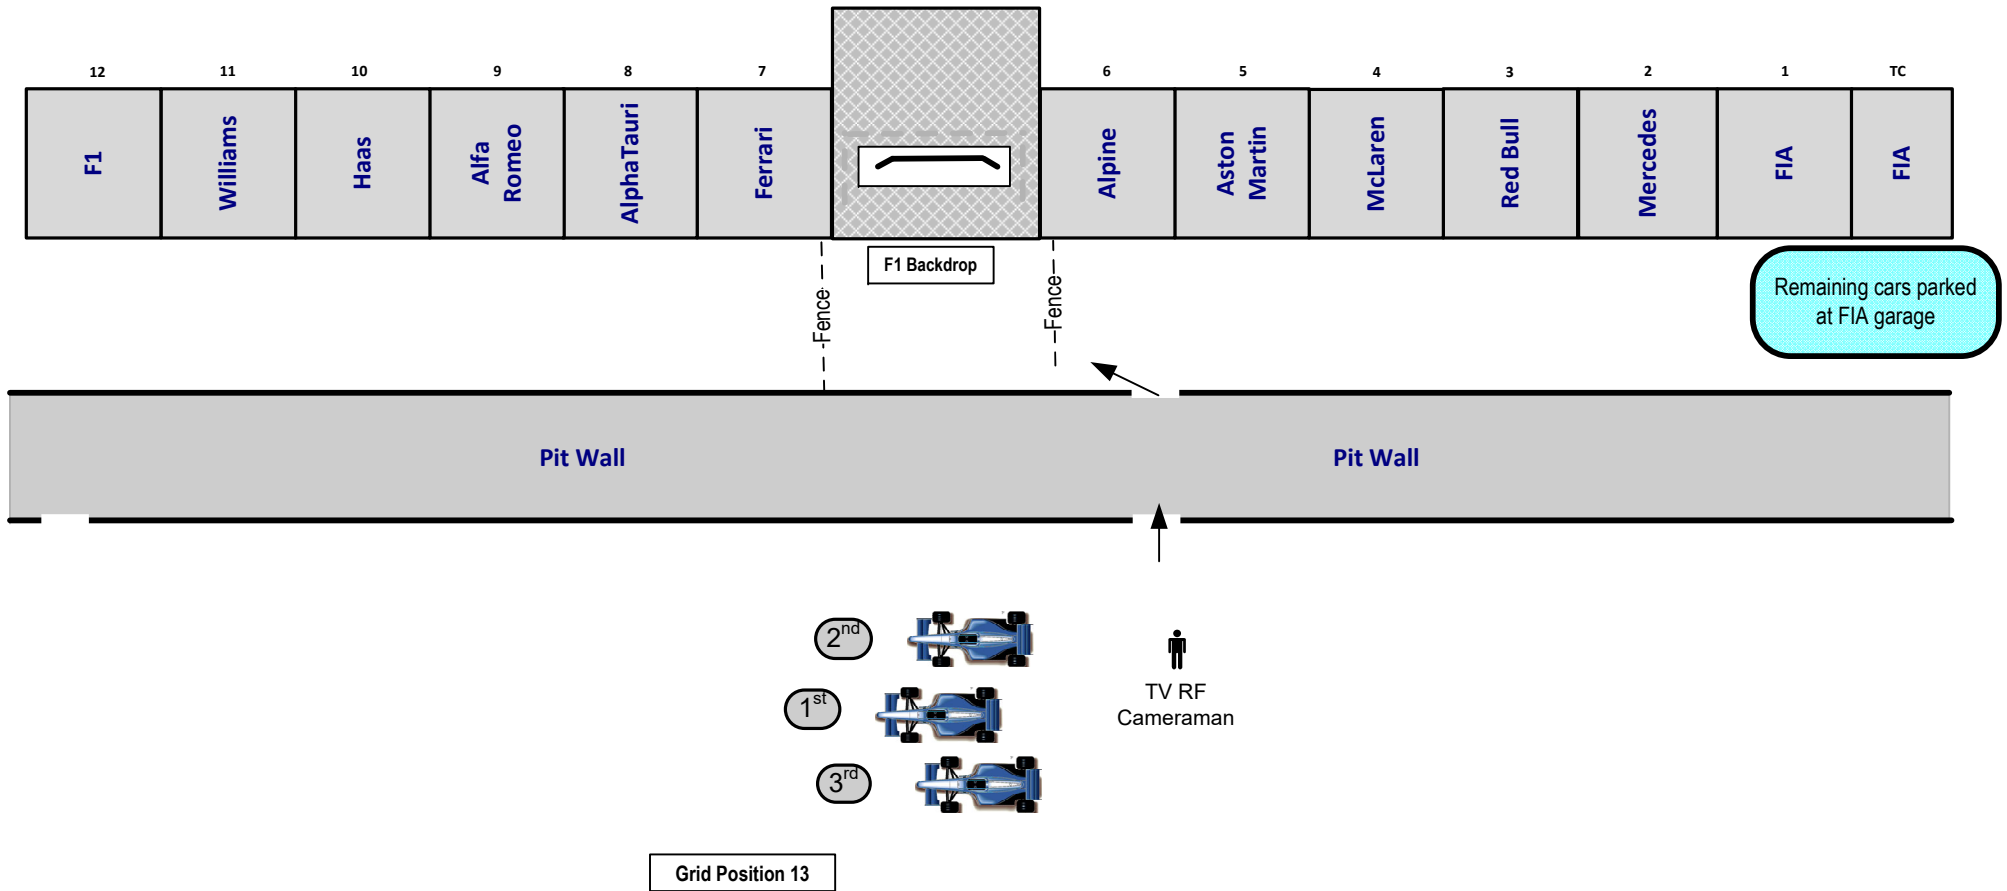 12 11 10 9 8 7 6 5 4 3 2 1 TC
F1
Williams
Haas
Alfa
Romeo
AlphaTauri
Ferrari
Alpine
Aston
Martin
McLaren
Red Bull
Mercedes
FIA
FIA
F1 Backdrop
Fence
Fence
Remaining cars parked
at FIA garage
Pit Wall
Pit Wall
2nd
1st
3rd
TV RF
Cameraman
Grid Position 13